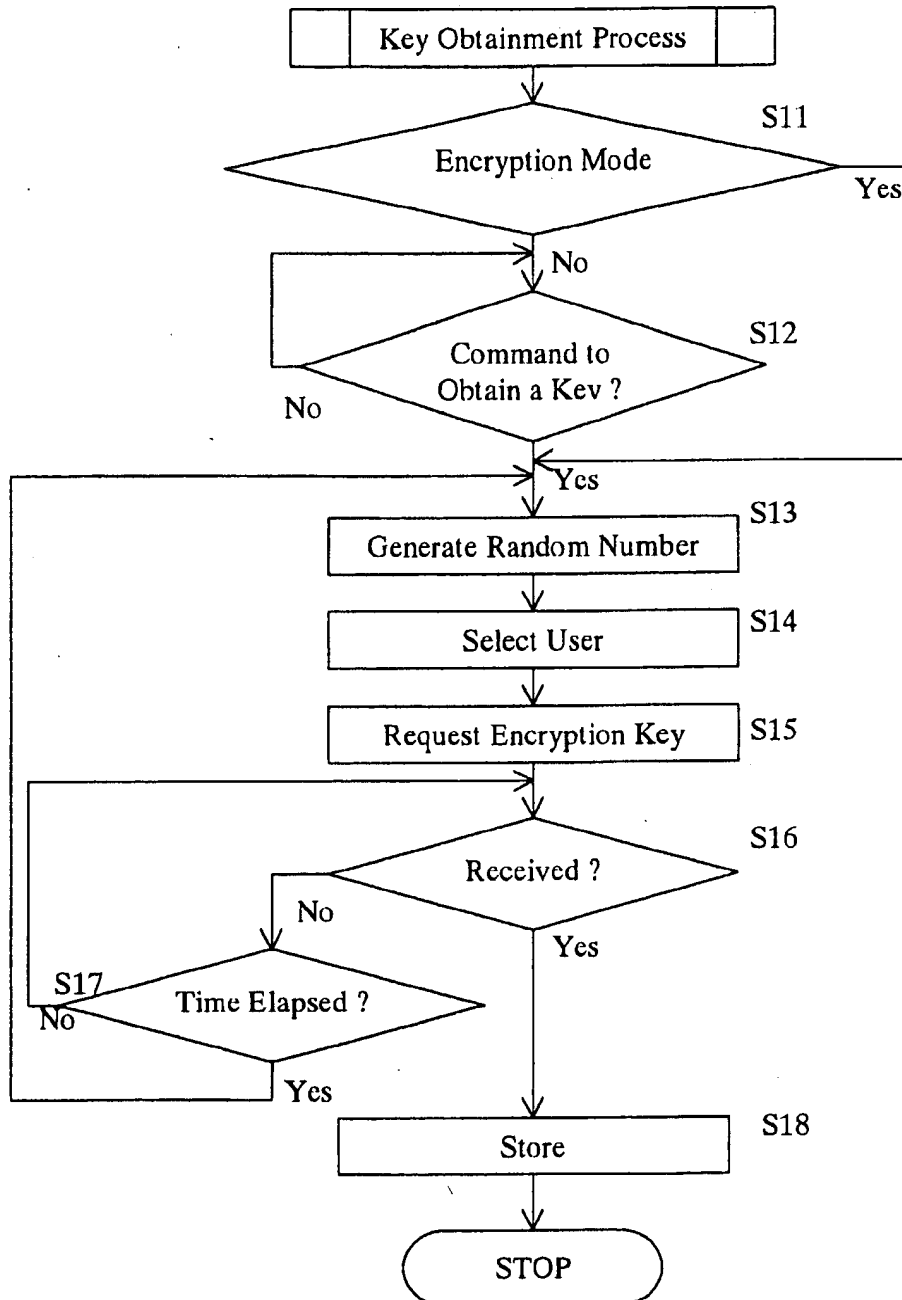 Key Obtainment Process
S11
Encryption Mode
Yes
No
S12
Command to
Obtain a Kev ?
No
Yes
S13
Generate Random Number
S14
Select User
S15
Request Encryption Key
S16
Received ?
No
Yes
S17
Time Elapsed ?
No
Yes
S18
Store
STOP